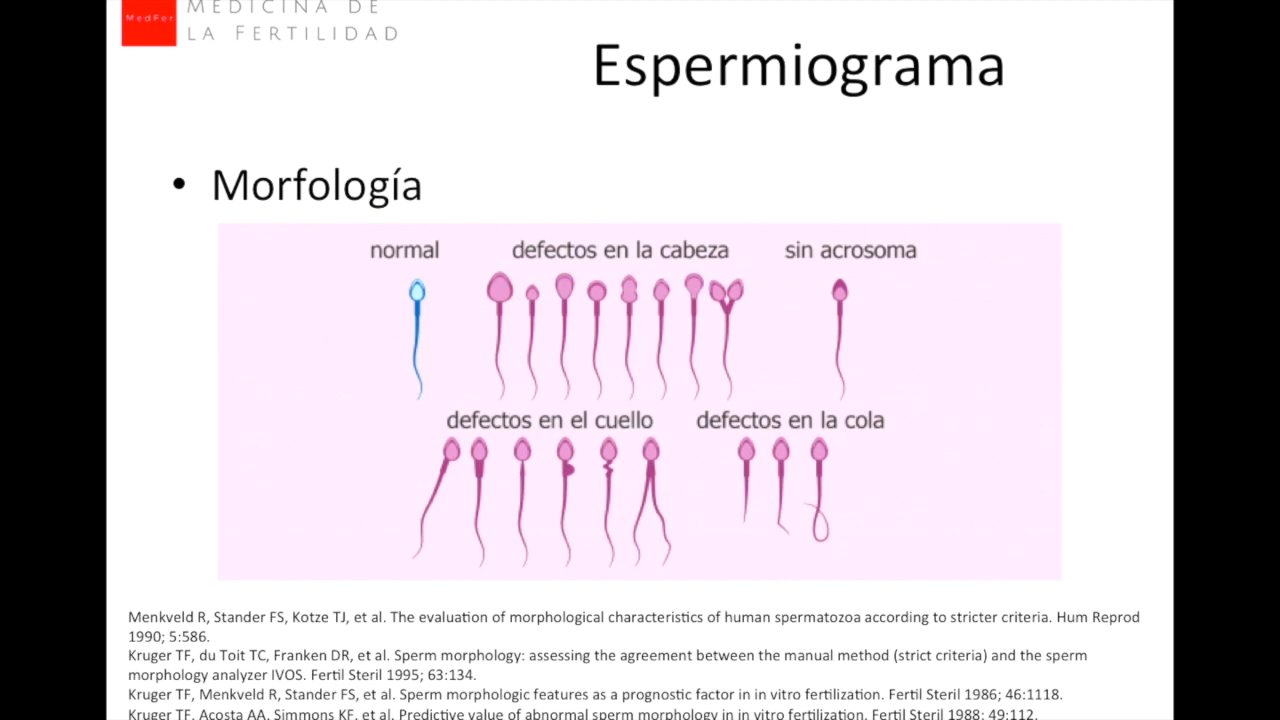 MedFer
MEDICINA DE
LA FERTILIDAD
Espermiograma
• Morfología
normal
defectos en la cabeza
sin acrosoma
defectos en el cuello
defectos en la cola
Menkveld R, Stander FS, Kotze TJ, et al. The evaluation of morphological characteristics of human spermatozoa according to stricter criteria. Hum Reprod
1990; 5:586.
Kruger TF, du Toit TC, Franken DR, et al. Sperm morphology: assessing the agreement between the manual method (strict criteria) and the sperm
morphology analyzer IVOS. Fertil Steril 1995; 63:134.
Kruger TF, Menkveld R, Stander FS, et al. Sperm morphologic features as a prognostic factor in in vitro fertilization. Fertil Steril 1986; 46:1118.
Kruger TF, Acosta AA, Simmons KF, et al. Predictive value of abnormal sperm morphology in in vitro fertilization. Fertil Steril 1988; 49:112.